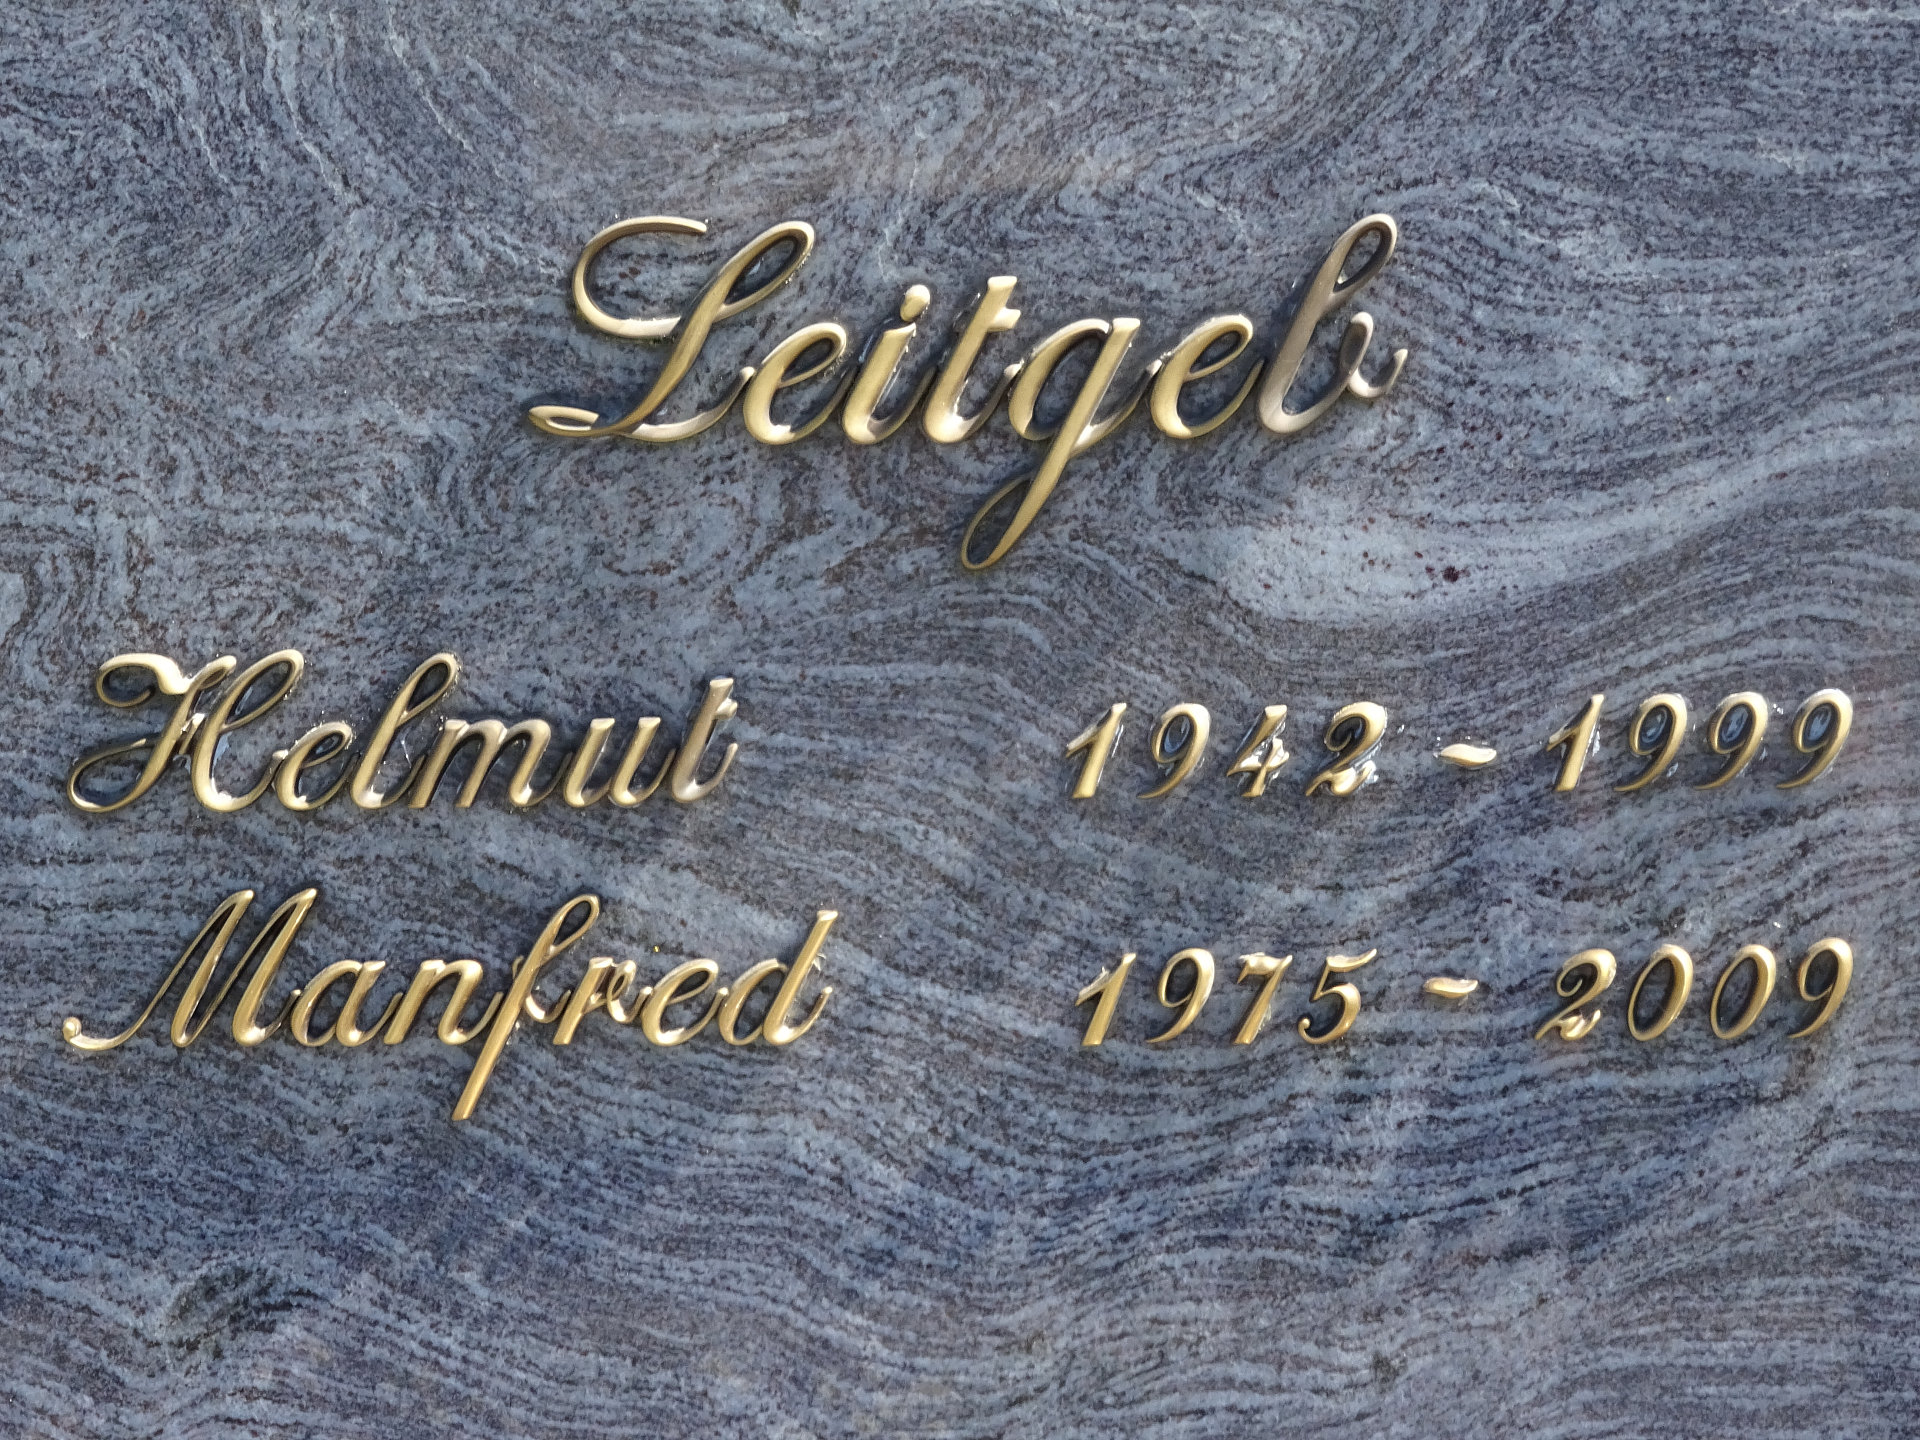 Leitgeb
Helmut 1942 - 1999
Manfred 1975 - 2009